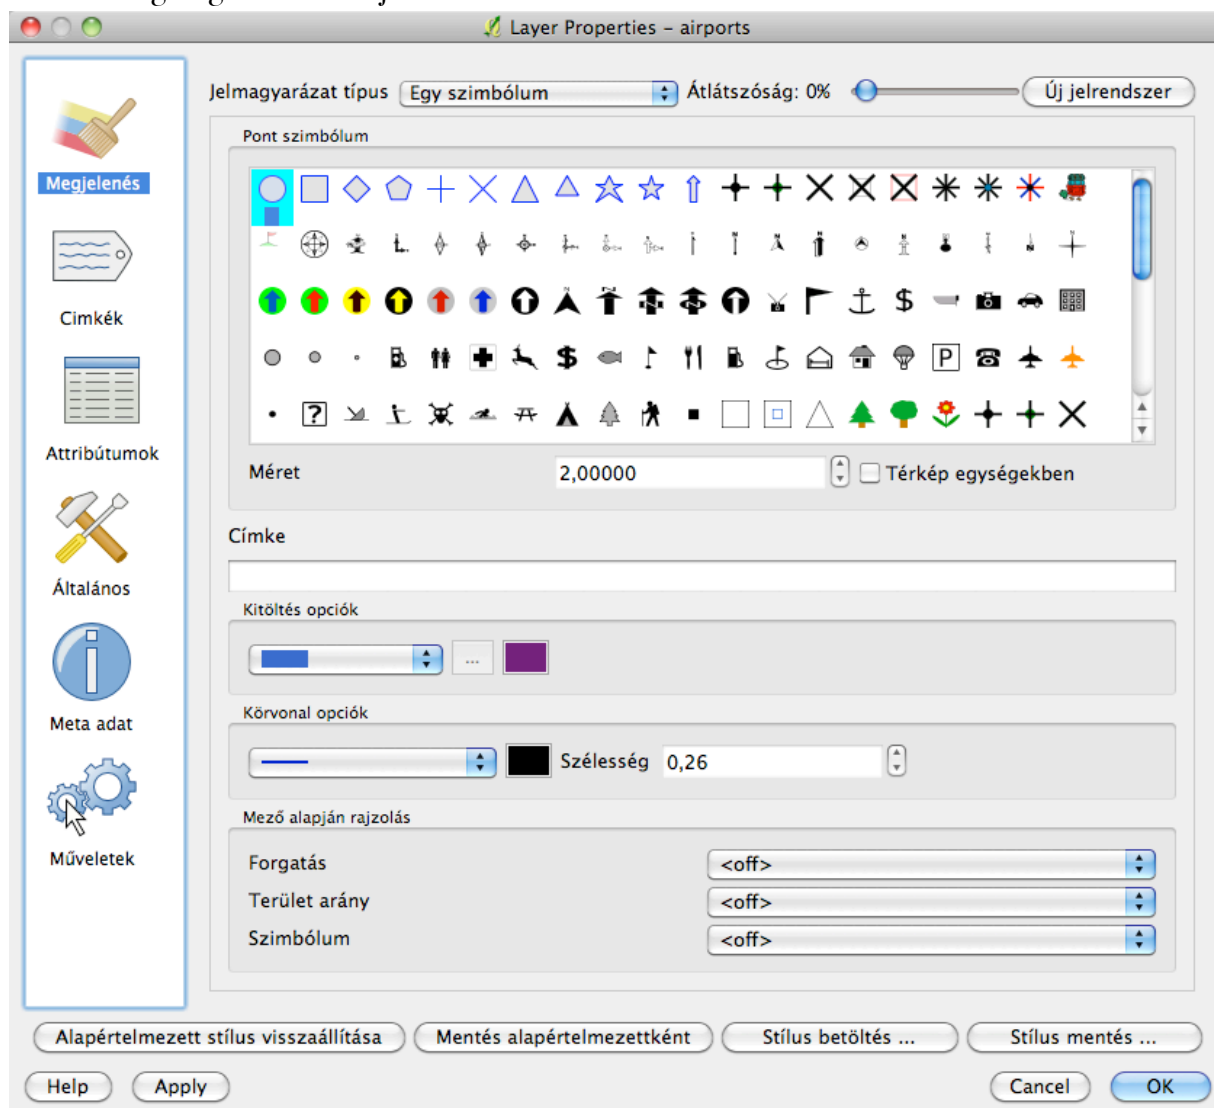 Layer Properties – airports
Jelmagyarázat típus Egy szimbólum Átlátszóság: 0% Új jelrendszer
Pont szimbólum
Megjelenés
Cimkék
Attribútumok
Méret 2,00000 Térkép egységekben
Címke
Általános
Kitöltés opciók
...
Meta adat
Körvonal opciók
Szélesség 0,26
Mező alapján rajzolás
Műveletek
Forgatás <off>
Terület arány <off>
Szimbólum <off>
Alapértelmezett stílus visszaállítása Mentés alapértelmezettként Stílus betöltés ... Stílus mentés ...
Help Apply Cancel OK